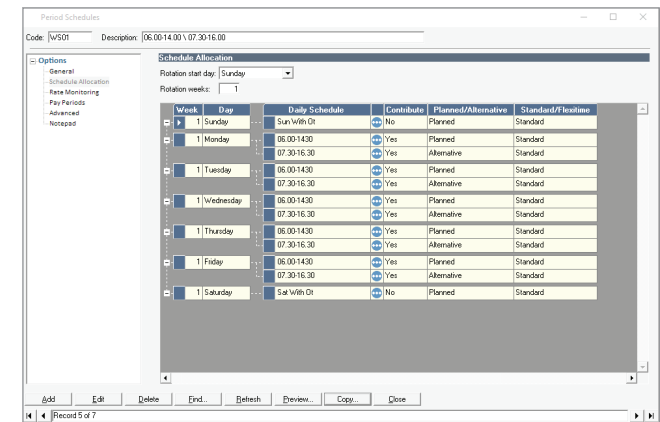 Period Schedules
Code: WS01 Description: 06.00-14.00 \ 07.30-16.00
Options
General
Schedule Allocation
Rate Monitoring
Pay Periods
Advanced
Notepad
Schedule Allocation
Rotation start day: Sunday
Rotation weeks: 1
Week Day Daily Schedule Contribute Planned/Alternative Standard/Flexitime
1 Sunday Sun With Ot No Planned Standard
1 Monday 06.00-1430 Yes Planned Standard
07.30-16.30 Yes Alternative Standard
1 Tuesday 06.00-1430 Yes Planned Standard
07.30-16.30 Yes Alternative Standard
1 Wednesday 06.00-1430 Yes Planned Standard
07.30-16.30 Yes Alternative Standard
1 Thursday 06.00-1430 Yes Planned Standard
07.30-16.30 Yes Alternative Standard
1 Friday 06.00-1430 Yes Planned Standard
07.30-16.30 Yes Alternative Standard
1 Saturday Sat With Ot No Planned Standard
Add Edit Delete Find... Refresh Preview... Copy... Close
Record 5 of 7